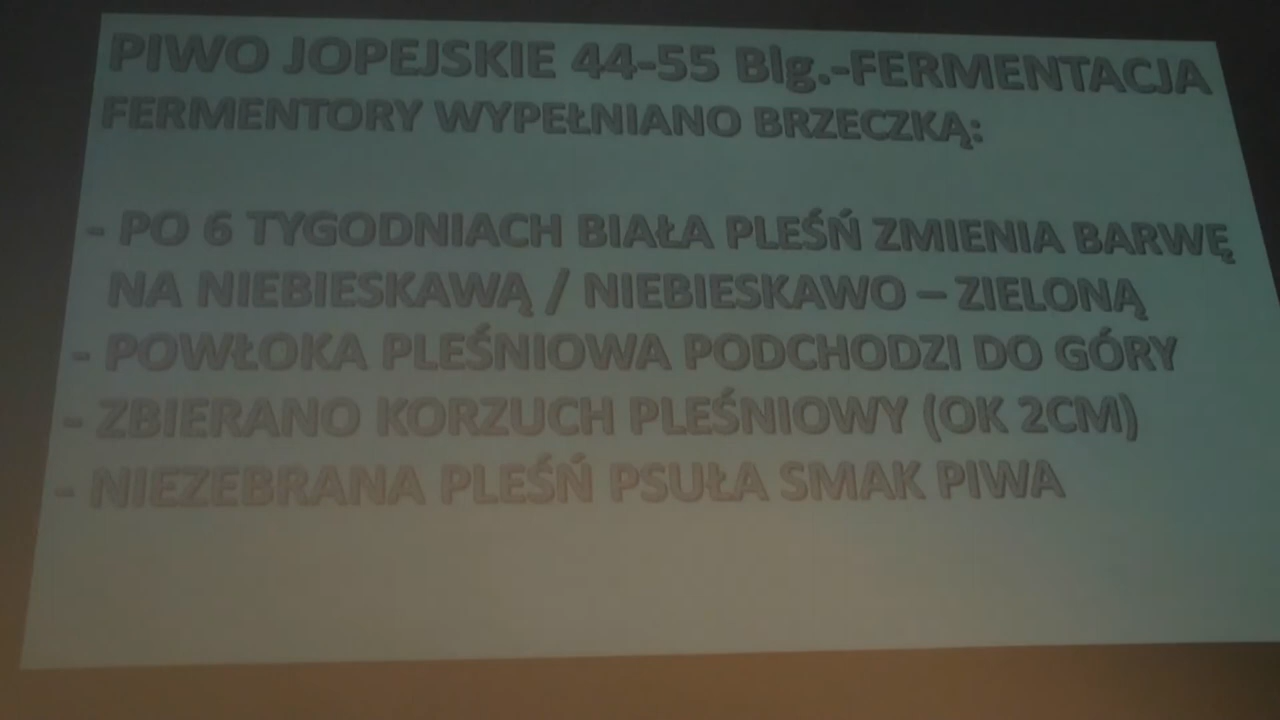 PIWO JOPEJSKIE 44-55 Blg.-FERMENTACJA
FERMENTORY WYPEŁNIANO BRZECZKĄ:
- PO 6 TYGODNIACH BIAŁA PLEŚŃ ZMIENIA BARWĘ
NA NIEBIESKAWĄ / NIEBIESKAWO – ZIELONĄ
- POWŁOKA PLEŚNIOWA PODCHODZI DO GÓRY
- ZBIERANO KORZUCH PLEŚNIOWY (OK 2CM)
- NIEZEBRANA PLEŚŃ PSUŁA SMAK PIWA